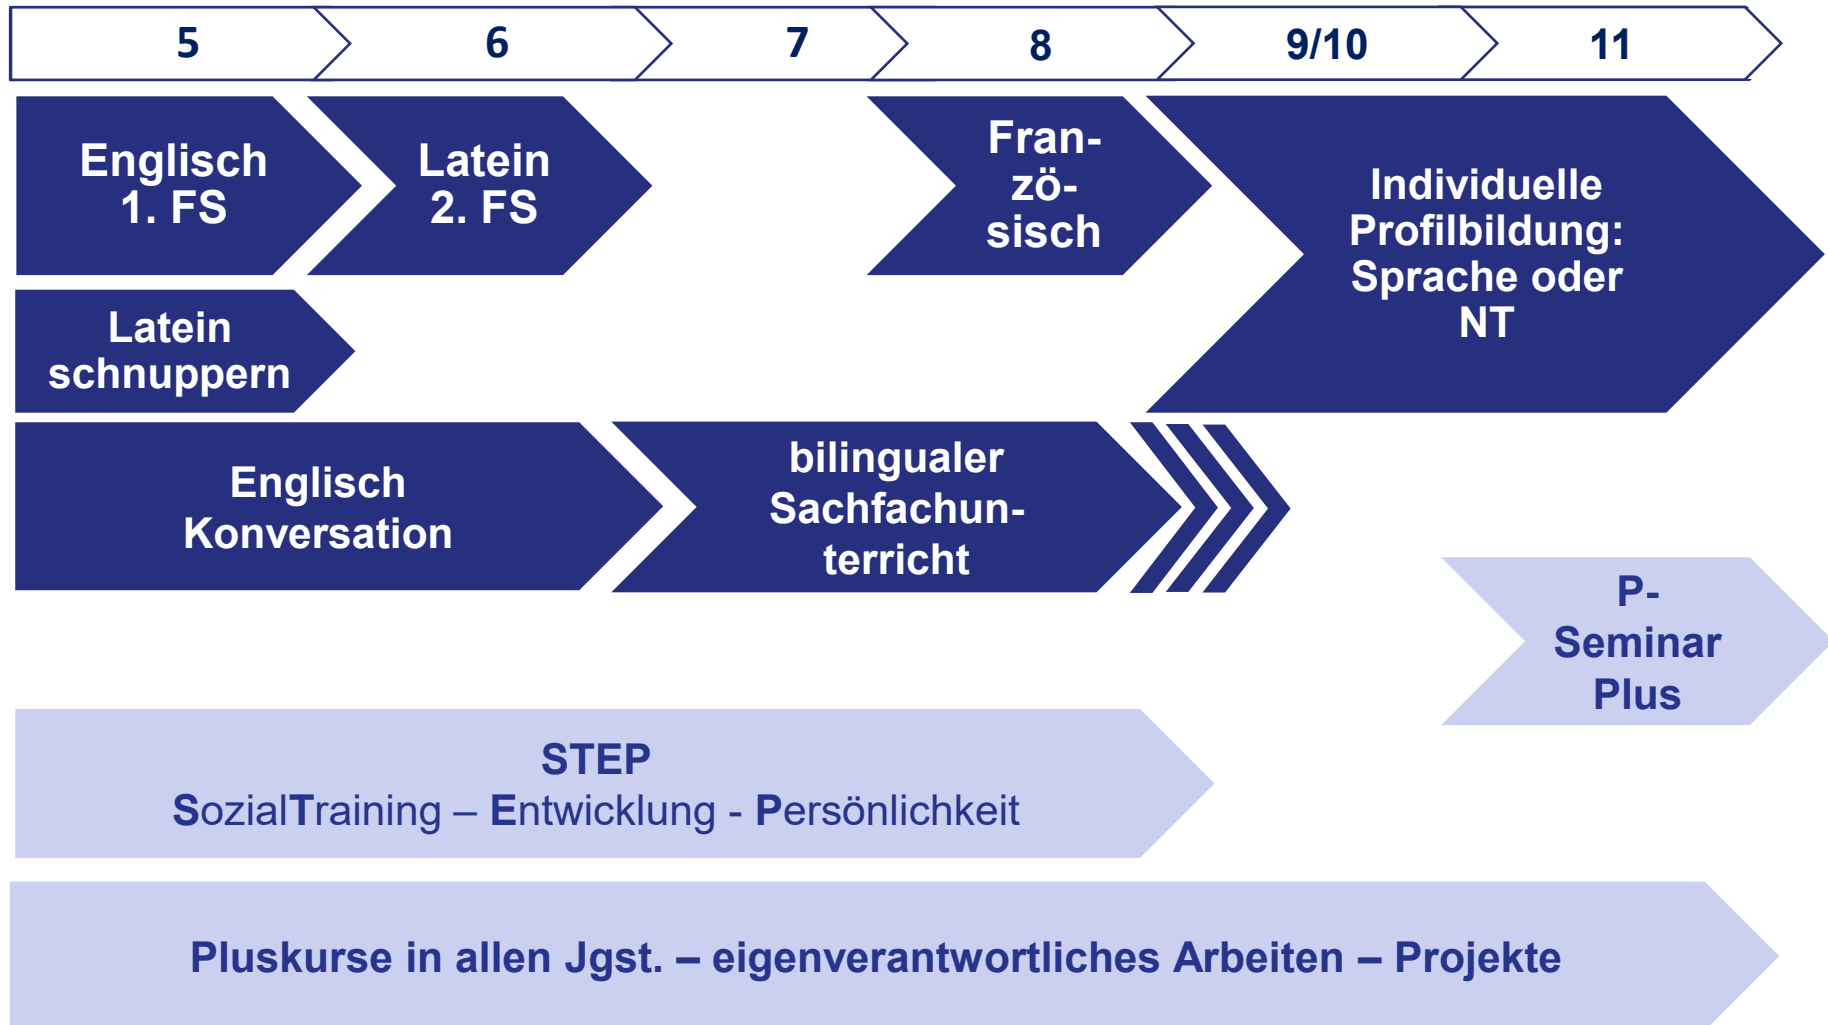 5
6
7
8
9/10
11
Englisch
1. FS
Latein
2. FS
Fran-
zö-
sisch
Individuelle
Profilbildung:
Sprache oder
NT
Latein
schnuppern
Englisch
Konversation
bilingualer
Sachfachun-
terricht
P-
Seminar
Plus
STEP
SozialTraining – Entwicklung - Persönlichkeit
Pluskurse in allen Jgst. – eigenverantwortliches Arbeiten – Projekte